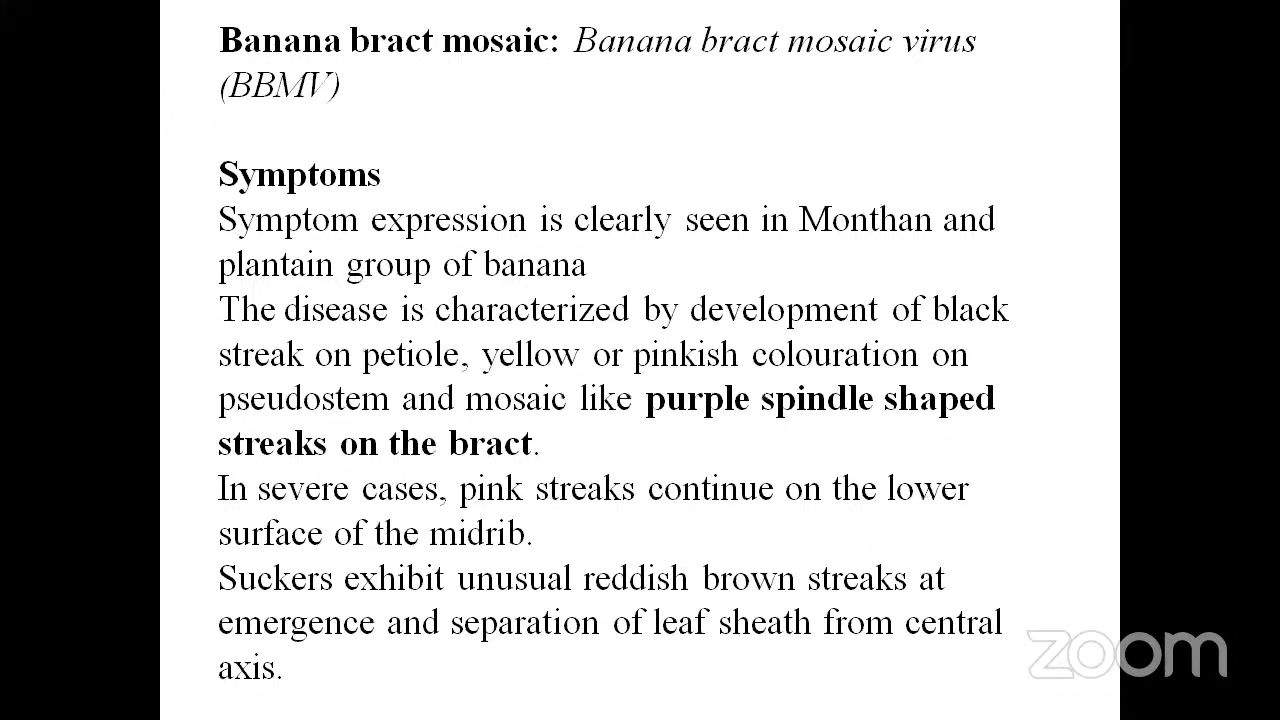 Banana bract mosaic: Banana bract mosaic virus
(BBMV)
Symptoms
Symptom expression is clearly seen in Monthan and
plantain group of banana
The disease is characterized by development of black
streak on petiole, yellow or pinkish colouration on
pseudostem and mosaic like purple spindle shaped
streaks on the bract.
In severe cases, pink streaks continue on the lower
surface of the midrib.
Suckers exhibit unusual reddish brown streaks at
emergence and separation of leaf sheath from central
axis.
zoom